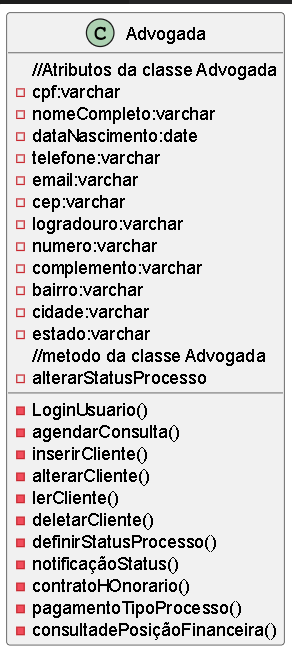 C Advogada
//Atributos da classe Advogada
cpf:varchar
nomeCompleto:varchar
dataNascimento:date
telefone:varchar
email:varchar
cep:varchar
logradouro:varchar
numero:varchar
complemento:varchar
bairro:varchar
cidade:varchar
estado:varchar
//metodo da classe Advogada
alterarStatusProcesso
LoginUsuario()
agendarConsulta()
inserirCliente()
alterarCliente()
lerCliente()
deletarCliente()
definirStatusProcesso()
notificaçãoStatus()
contratoHOnorario()
pagamentoTipoProcesso()
consultadePosiçãoFinanceira()